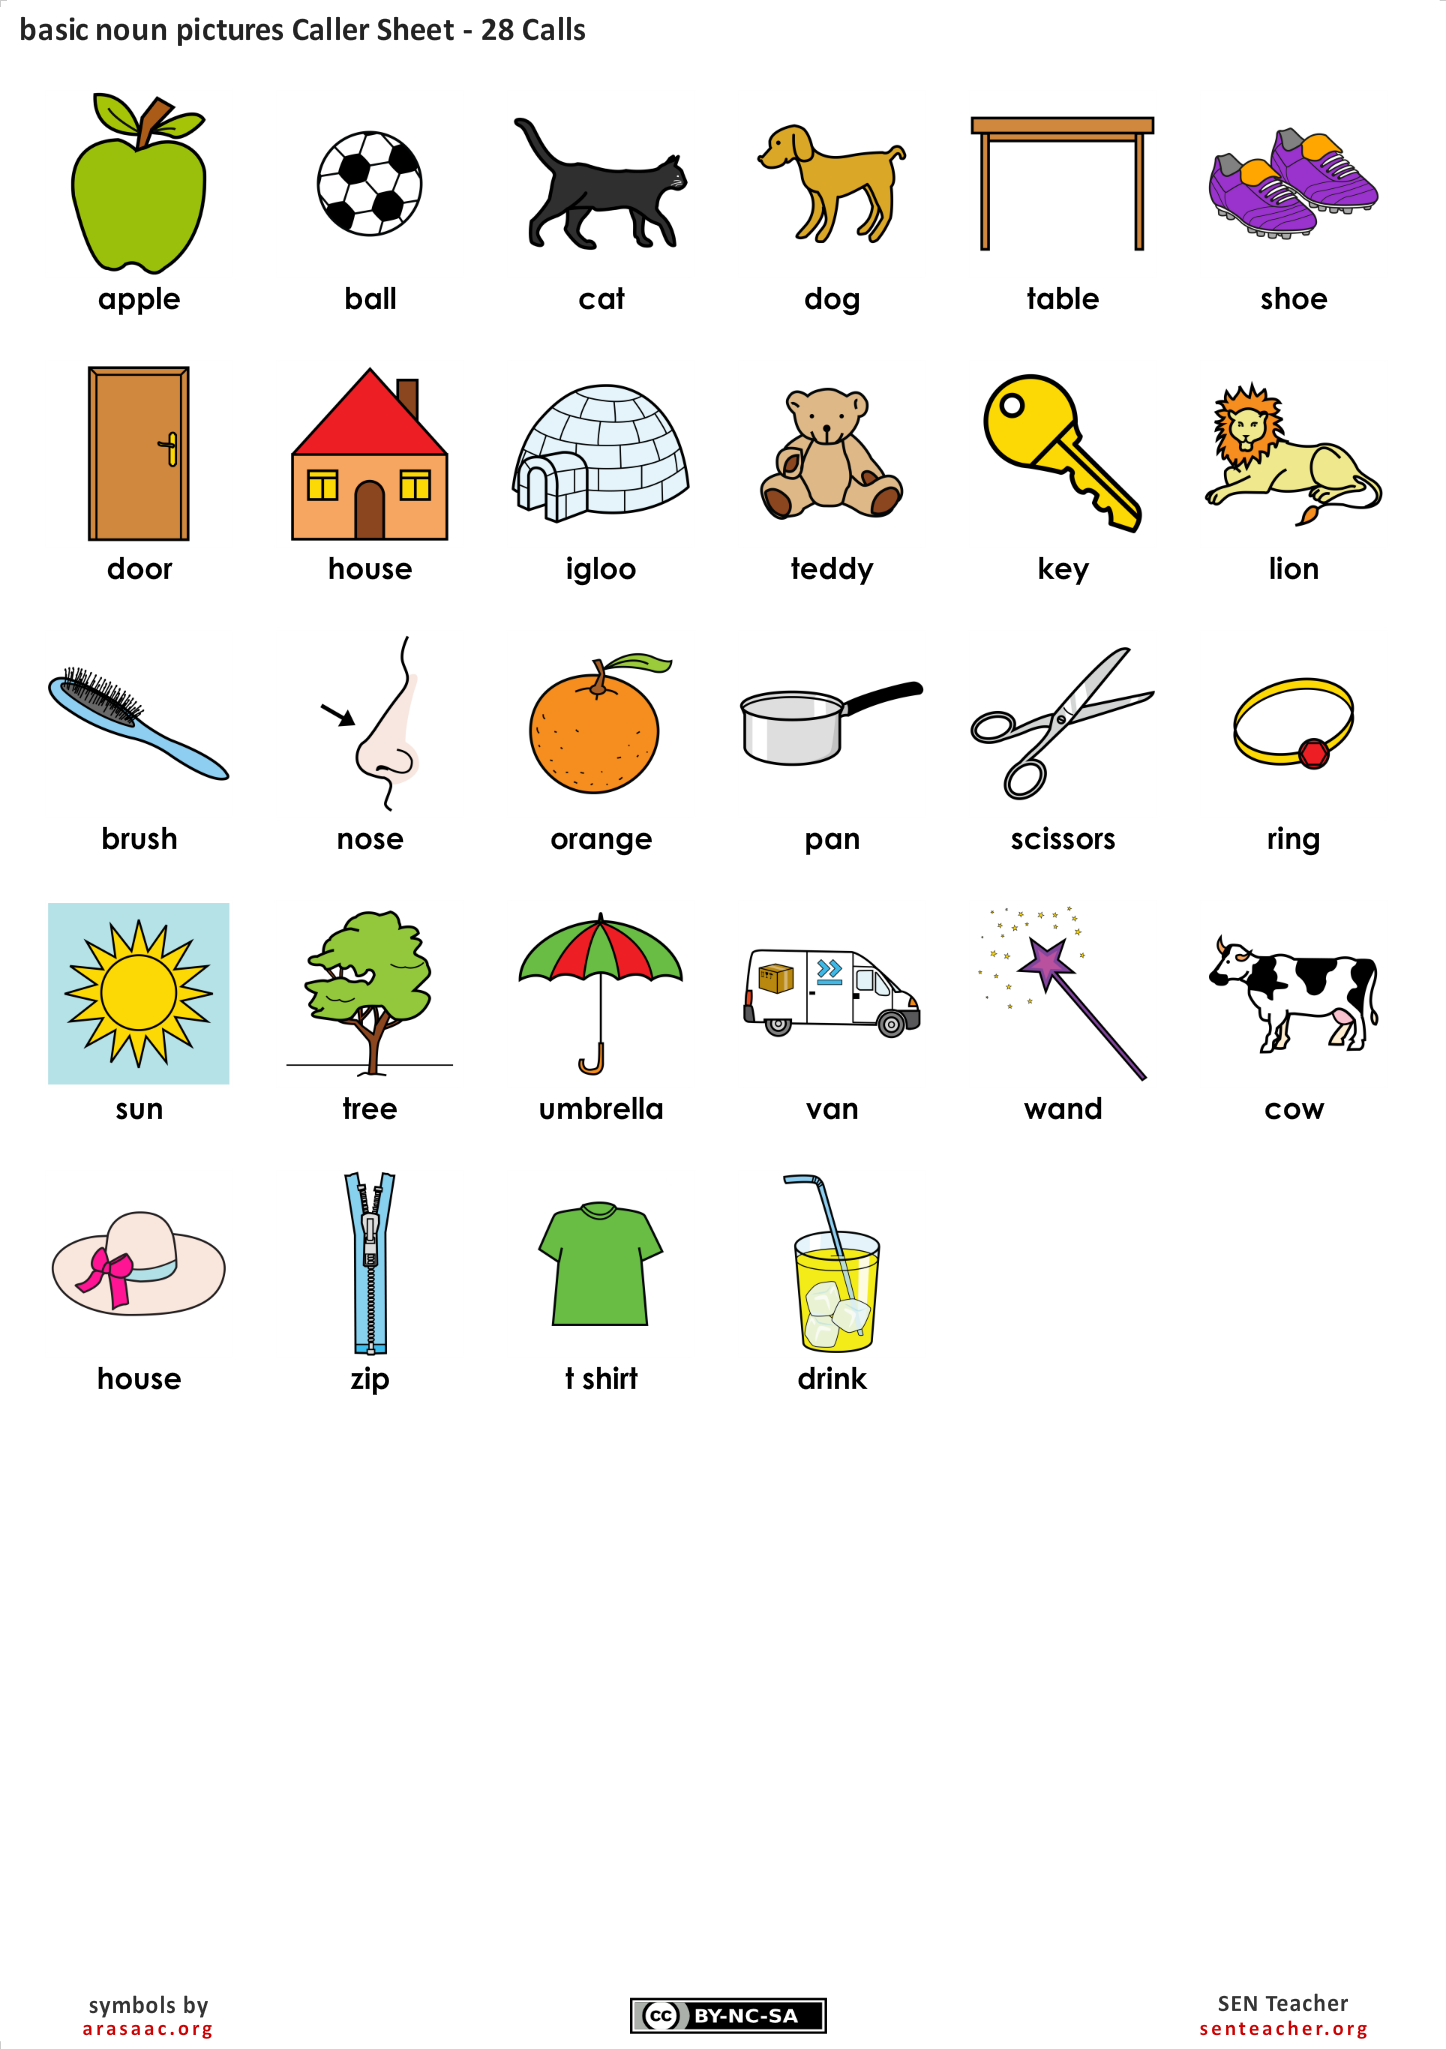 basic noun pictures Caller Sheet - 28 Calls
apple ball cat dog table shoe
door house igloo teddy key lion
brush nose orange pan scissors ring
sun tree umbrella van wand cow
house zip t shirt drink
symbols by
arasaac.org
cc BY-NC-SA
SEN Teacher
senteacher.org